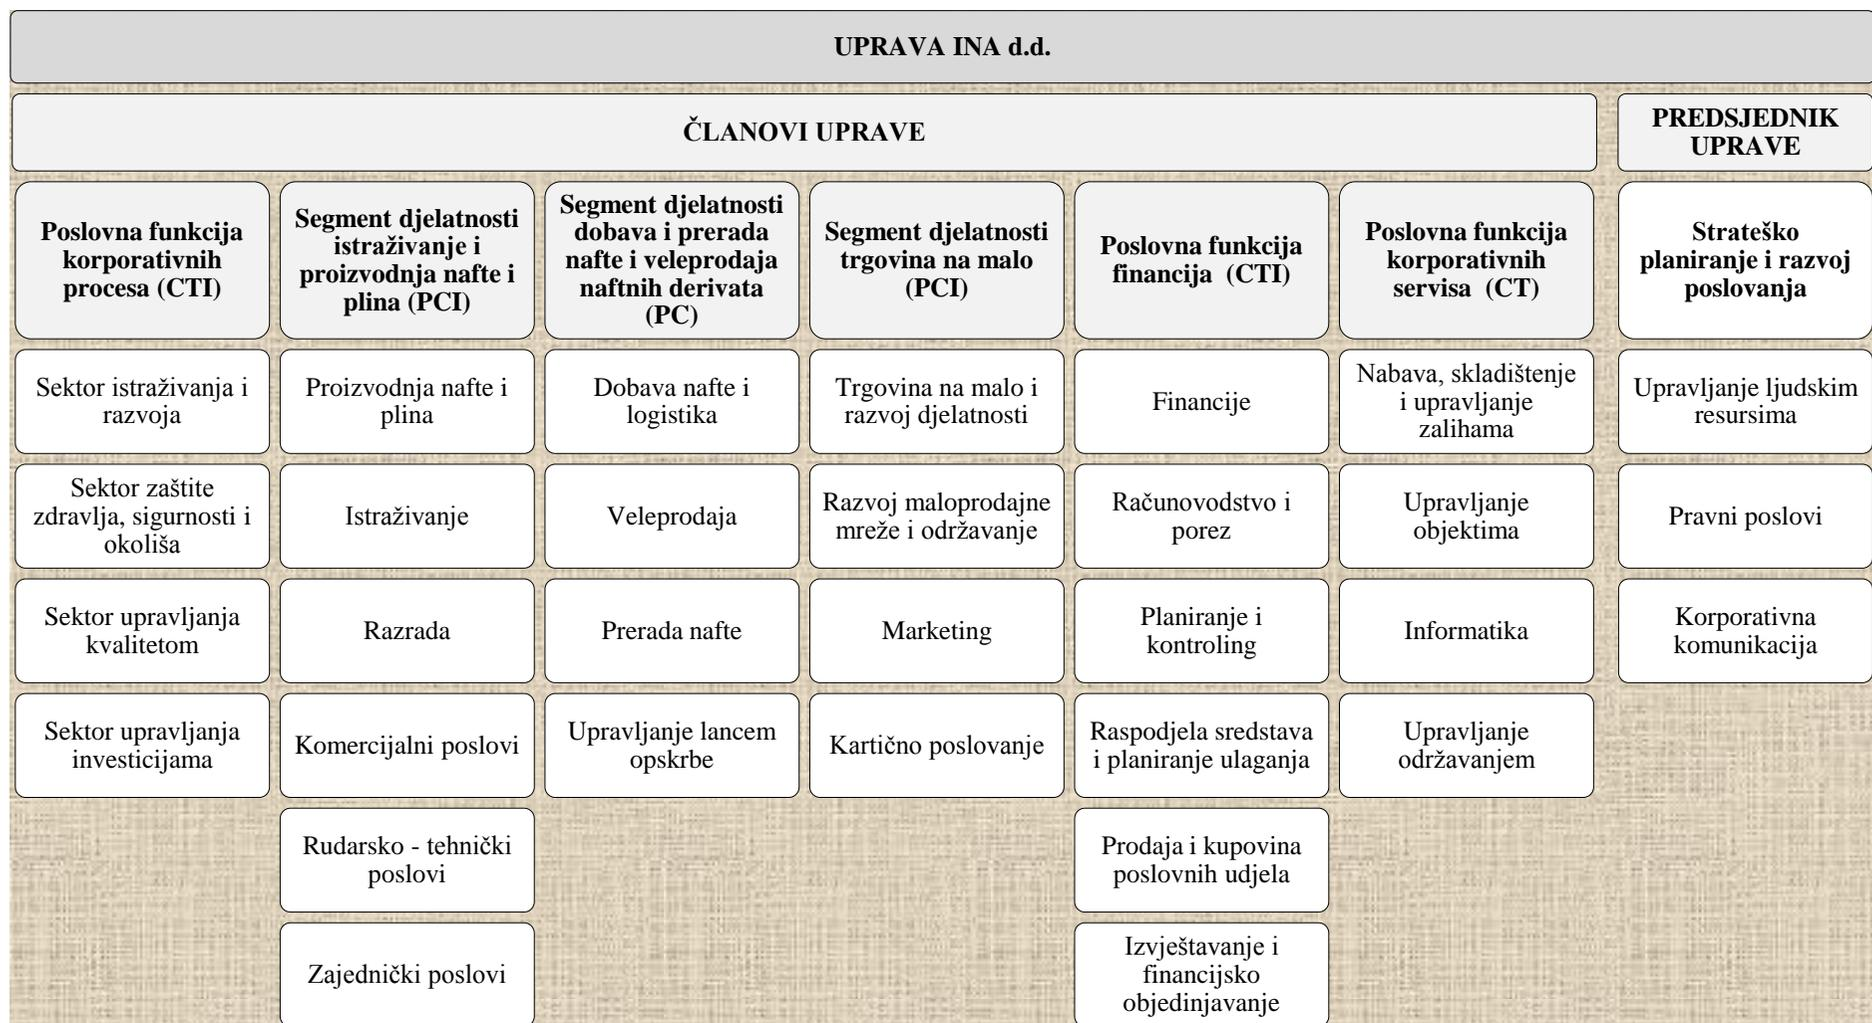 UPRAVA INA d.d.
ČLANOVI UPRAVE
PREDSJEDNIK
UPRAVE
Poslovna funkcija
korporativnih
procesa (CTI)
Sektor istraživanja i
razvoja
Sektor zaštite
zdravlja, sigurnosti i
okoliša
Sektor upravljanja
kvalitetom
Sektor upravljanja
investicijama
Segment djelatnosti
istraživanje i
proizvodnja nafte i
plina (PCI)
Proizvodnja nafte i
plina
Istraživanje
Razrada
Komercijalni poslovi
Rudarsko - tehnički
poslovi
Zajednički poslovi
Segment djelatnosti
dobava i prerada
nafte i veleprodaja
naftnih derivata
(PC)
Dobava nafte i
logistika
Veleprodaja
Prerada nafte
Upravljanje lancem
opskrbe
Segment djelatnosti
trgovina na malo
(PCI)
Trgovina na malo i
razvoj djelatnosti
Razvoj maloprodajne
mreže i održavanje
Marketing
Kartično poslovanje
Poslovna funkcija
financija  (CTI)
Financije
Računovodstvo i
porez
Planiranje i
kontroling
Raspodjela sredstava
i planiranje ulaganja
Prodaja i kupovina
poslovnih udjela
Izvještavanje i
financijsko
objedinjavanje
Poslovna funkcija
korporativnih
servisa  (CT)
Nabava, skladištenje
i upravljanje
zalihama
Upravljanje
objektima
Informatika
Upravljanje
održavanjem
Strateško
planiranje i razvoj
poslovanja
Upravljanje ljudskim
resursima
Pravni poslovi
Korporativna
komunikacija